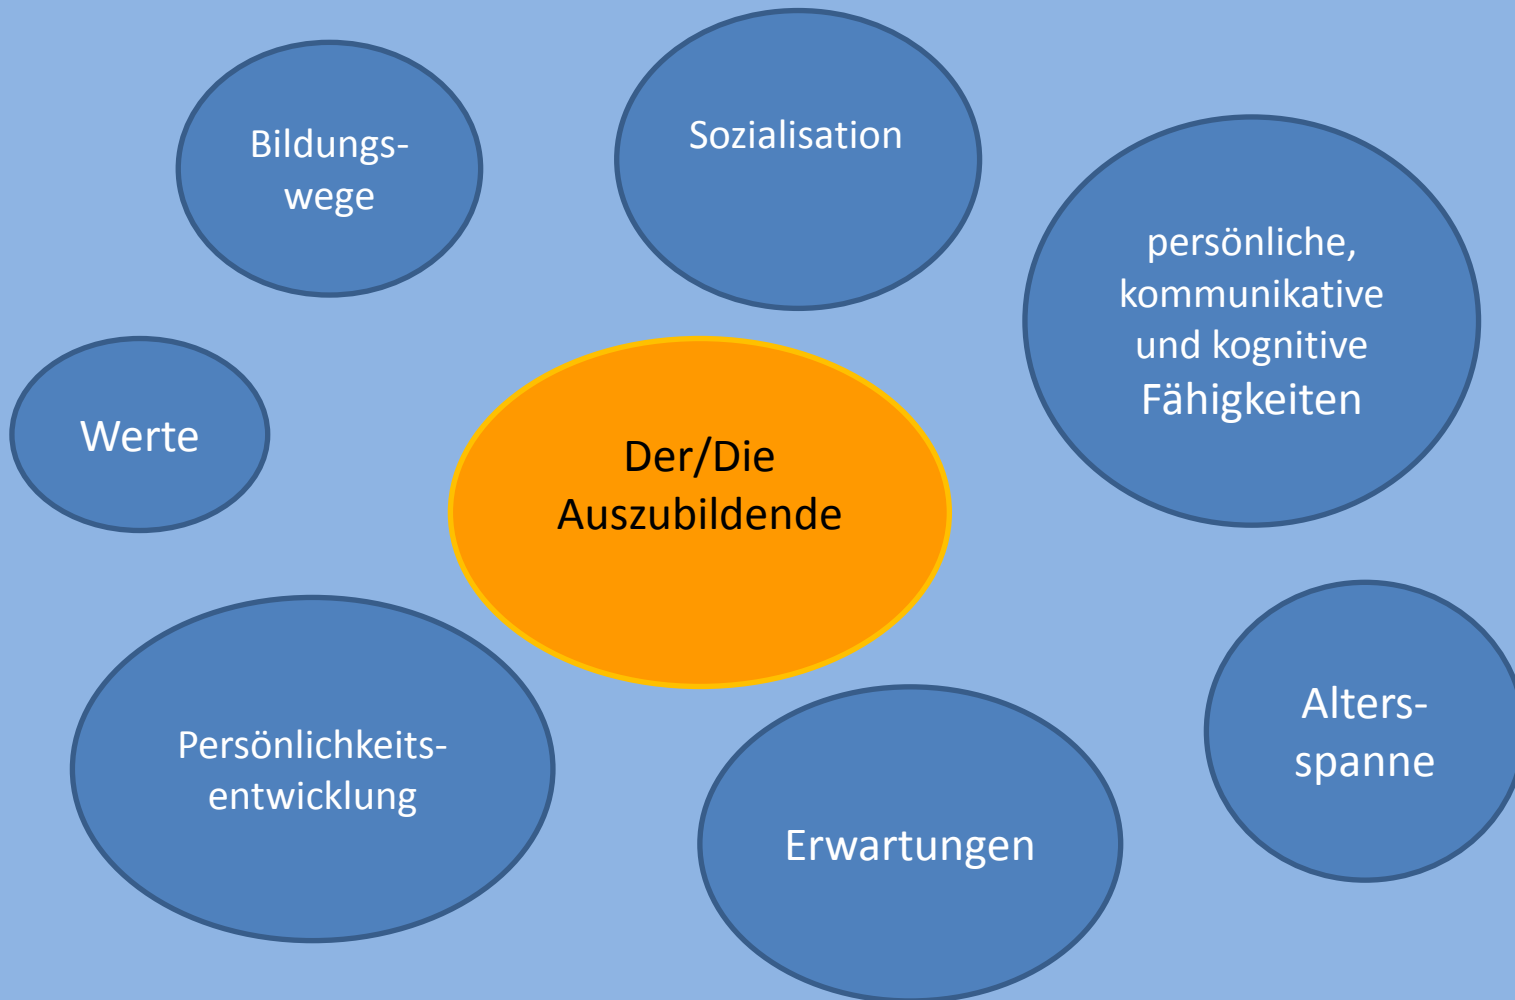 Bildungs-
wege
Sozialisation
persönliche,
kommunikative
und kognitive
Fähigkeiten
Werte
Der/Die
Auszubildende
Persönlichkeits-
entwicklung
Erwartungen
Alters-
spanne